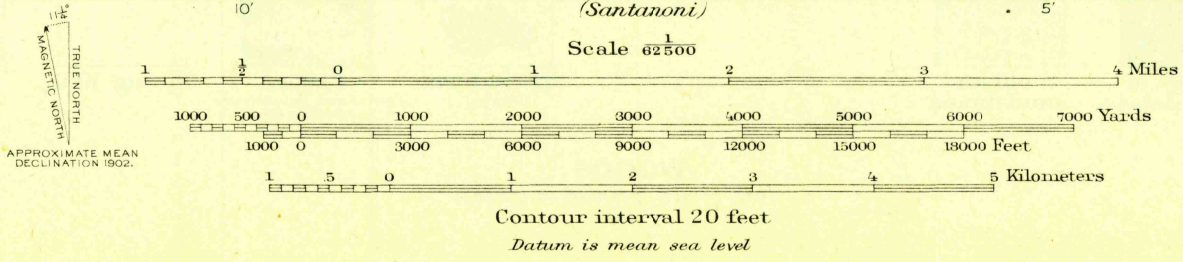 10′ (Santanoni) 5′
Scale 1/62500
1 1/2 0 1 2 3 4 Miles
1000 500 0 1000 2000 3000 4000 5000 6000 7000 Yards
1000 0 3000 6000 9000 12000 15000 18000 Feet
1 .5 0 1 2 3 4 5 Kilometers
Contour interval 20 feet
Datum is mean sea level
TRUE NORTH
MAGNETIC NORTH
APPROXIMATE MEAN
DECLINATION 1902.